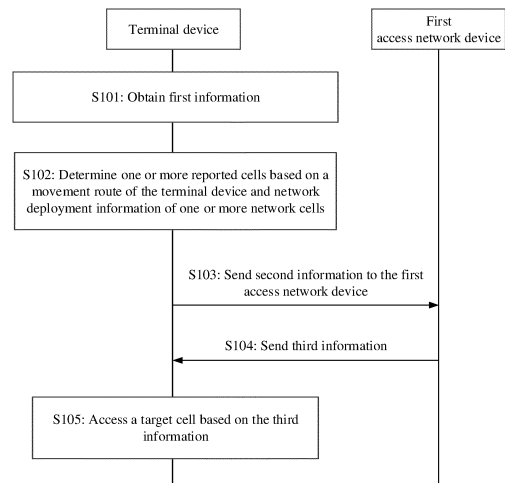 Terminal device
First
access network device
S101: Obtain first information
S102: Determine one or more reported cells based on a
movement route of the terminal device and network
deployment information of one or more network cells
S103: Send second information to the first
access network device
S104: Send third information
S105: Access a target cell based on the third
information